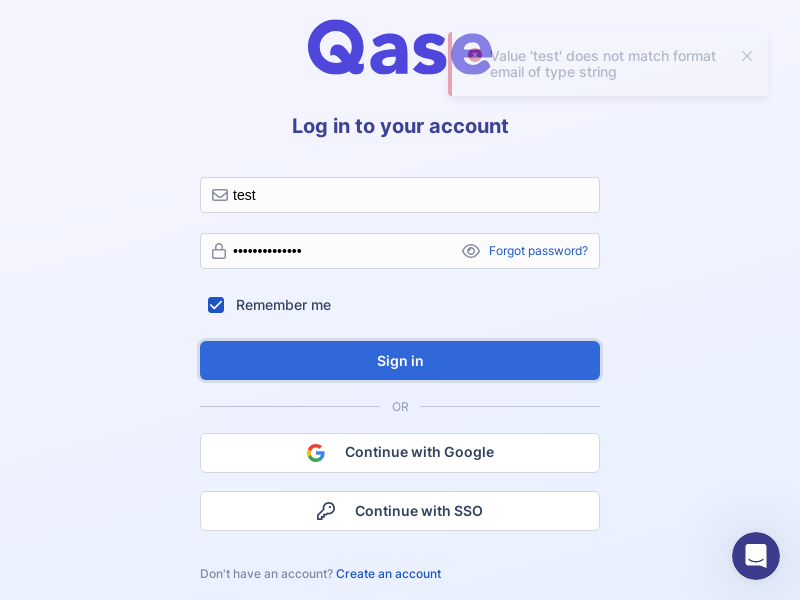 Qase
Value 'test' does not match format
email of type string
Log in to your account
test
••••••••••••••
Forgot password?
Remember me
Sign in
OR
Continue with Google
Continue with SSO
Don't have an account? Create an account